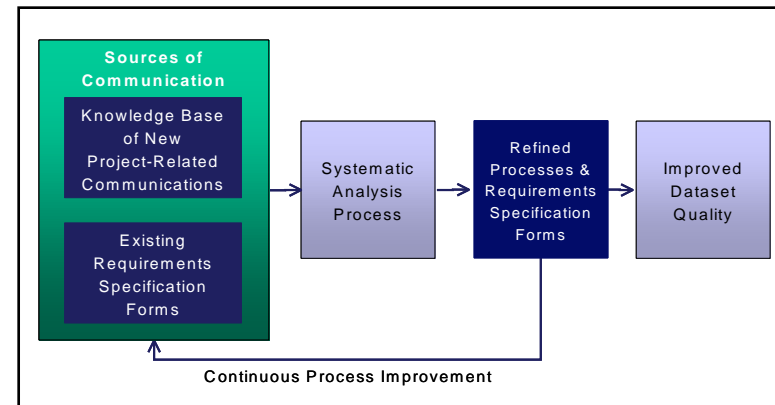 Sources of
Communication
Knowledge Base
of New
Project-Related
Communications
Existing
Requirements
Specification
Forms
Systematic
Analysis
Process
Refined
Processes &
Requirements
Specification
Forms
Improved
Dataset
Quality
Continuous Process Improvement